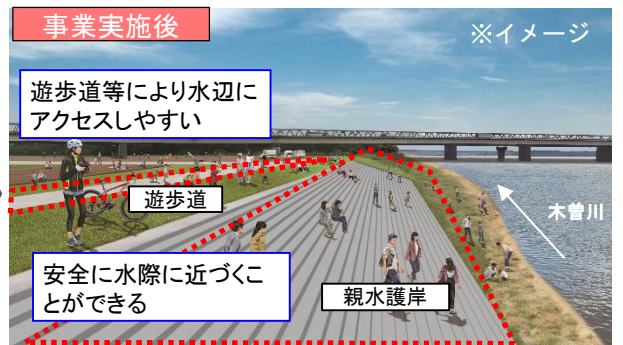 事業実施後
※イメージ
遊歩道等により水辺に
アクセスしやすい
遊歩道
木曽川
安全に水際に近づくこ
とができる
親水護岸